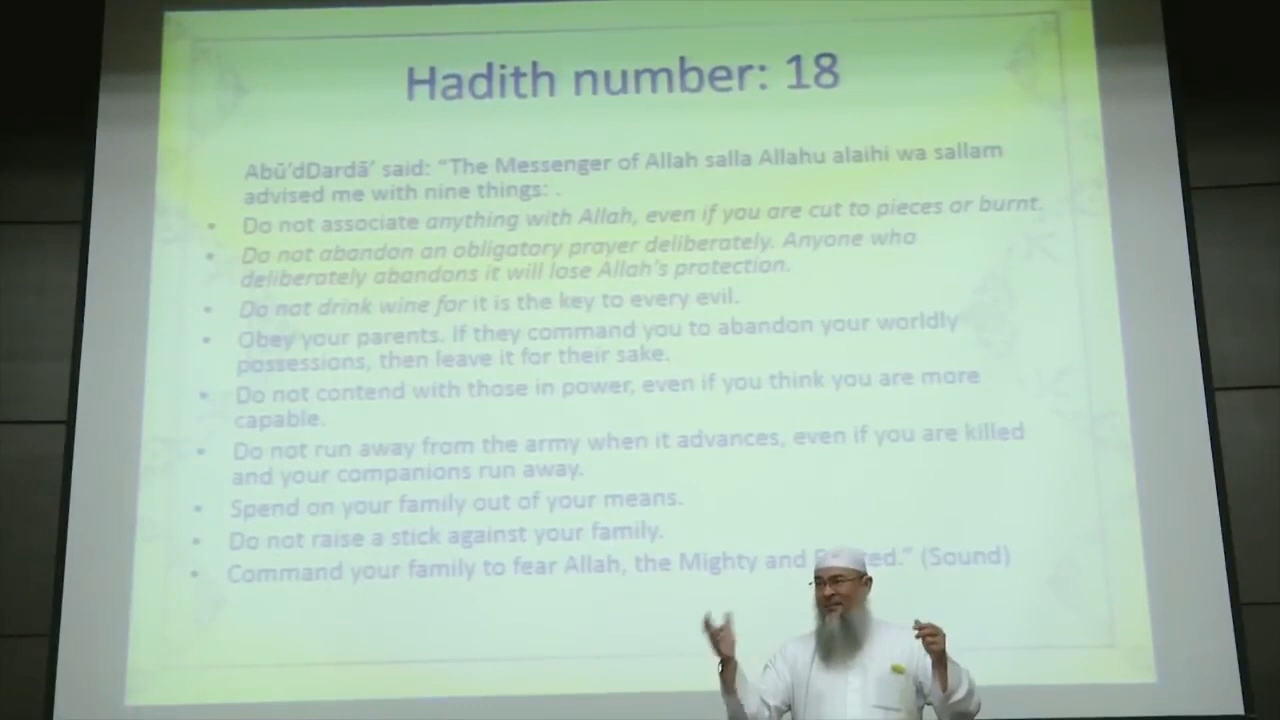 Hadith number: 18
Abū'dDardā' said: "The Messenger of Allah salla Allahu alaihi wa sallam
advised me with nine things: .
• Do not associate anything with Allah, even if you are cut to pieces or burnt.
• Do not abandon an obligatory prayer deliberately. Anyone who
deliberately abandons it will lose Allah's protection.
• Do not drink wine for it is the key to every evil.
• Obey your parents. If they command you to abandon your worldly
possessions, then leave it for their sake.
• Do not contend with those in power, even if you think you are more
capable.
• Do not run away from the army when it advances, even if you are killed
and your companions run away.
• Spend on your family out of your means.
• Do not raise a stick against your family.
• Command your family to fear Allah, the Mighty and (Sound)